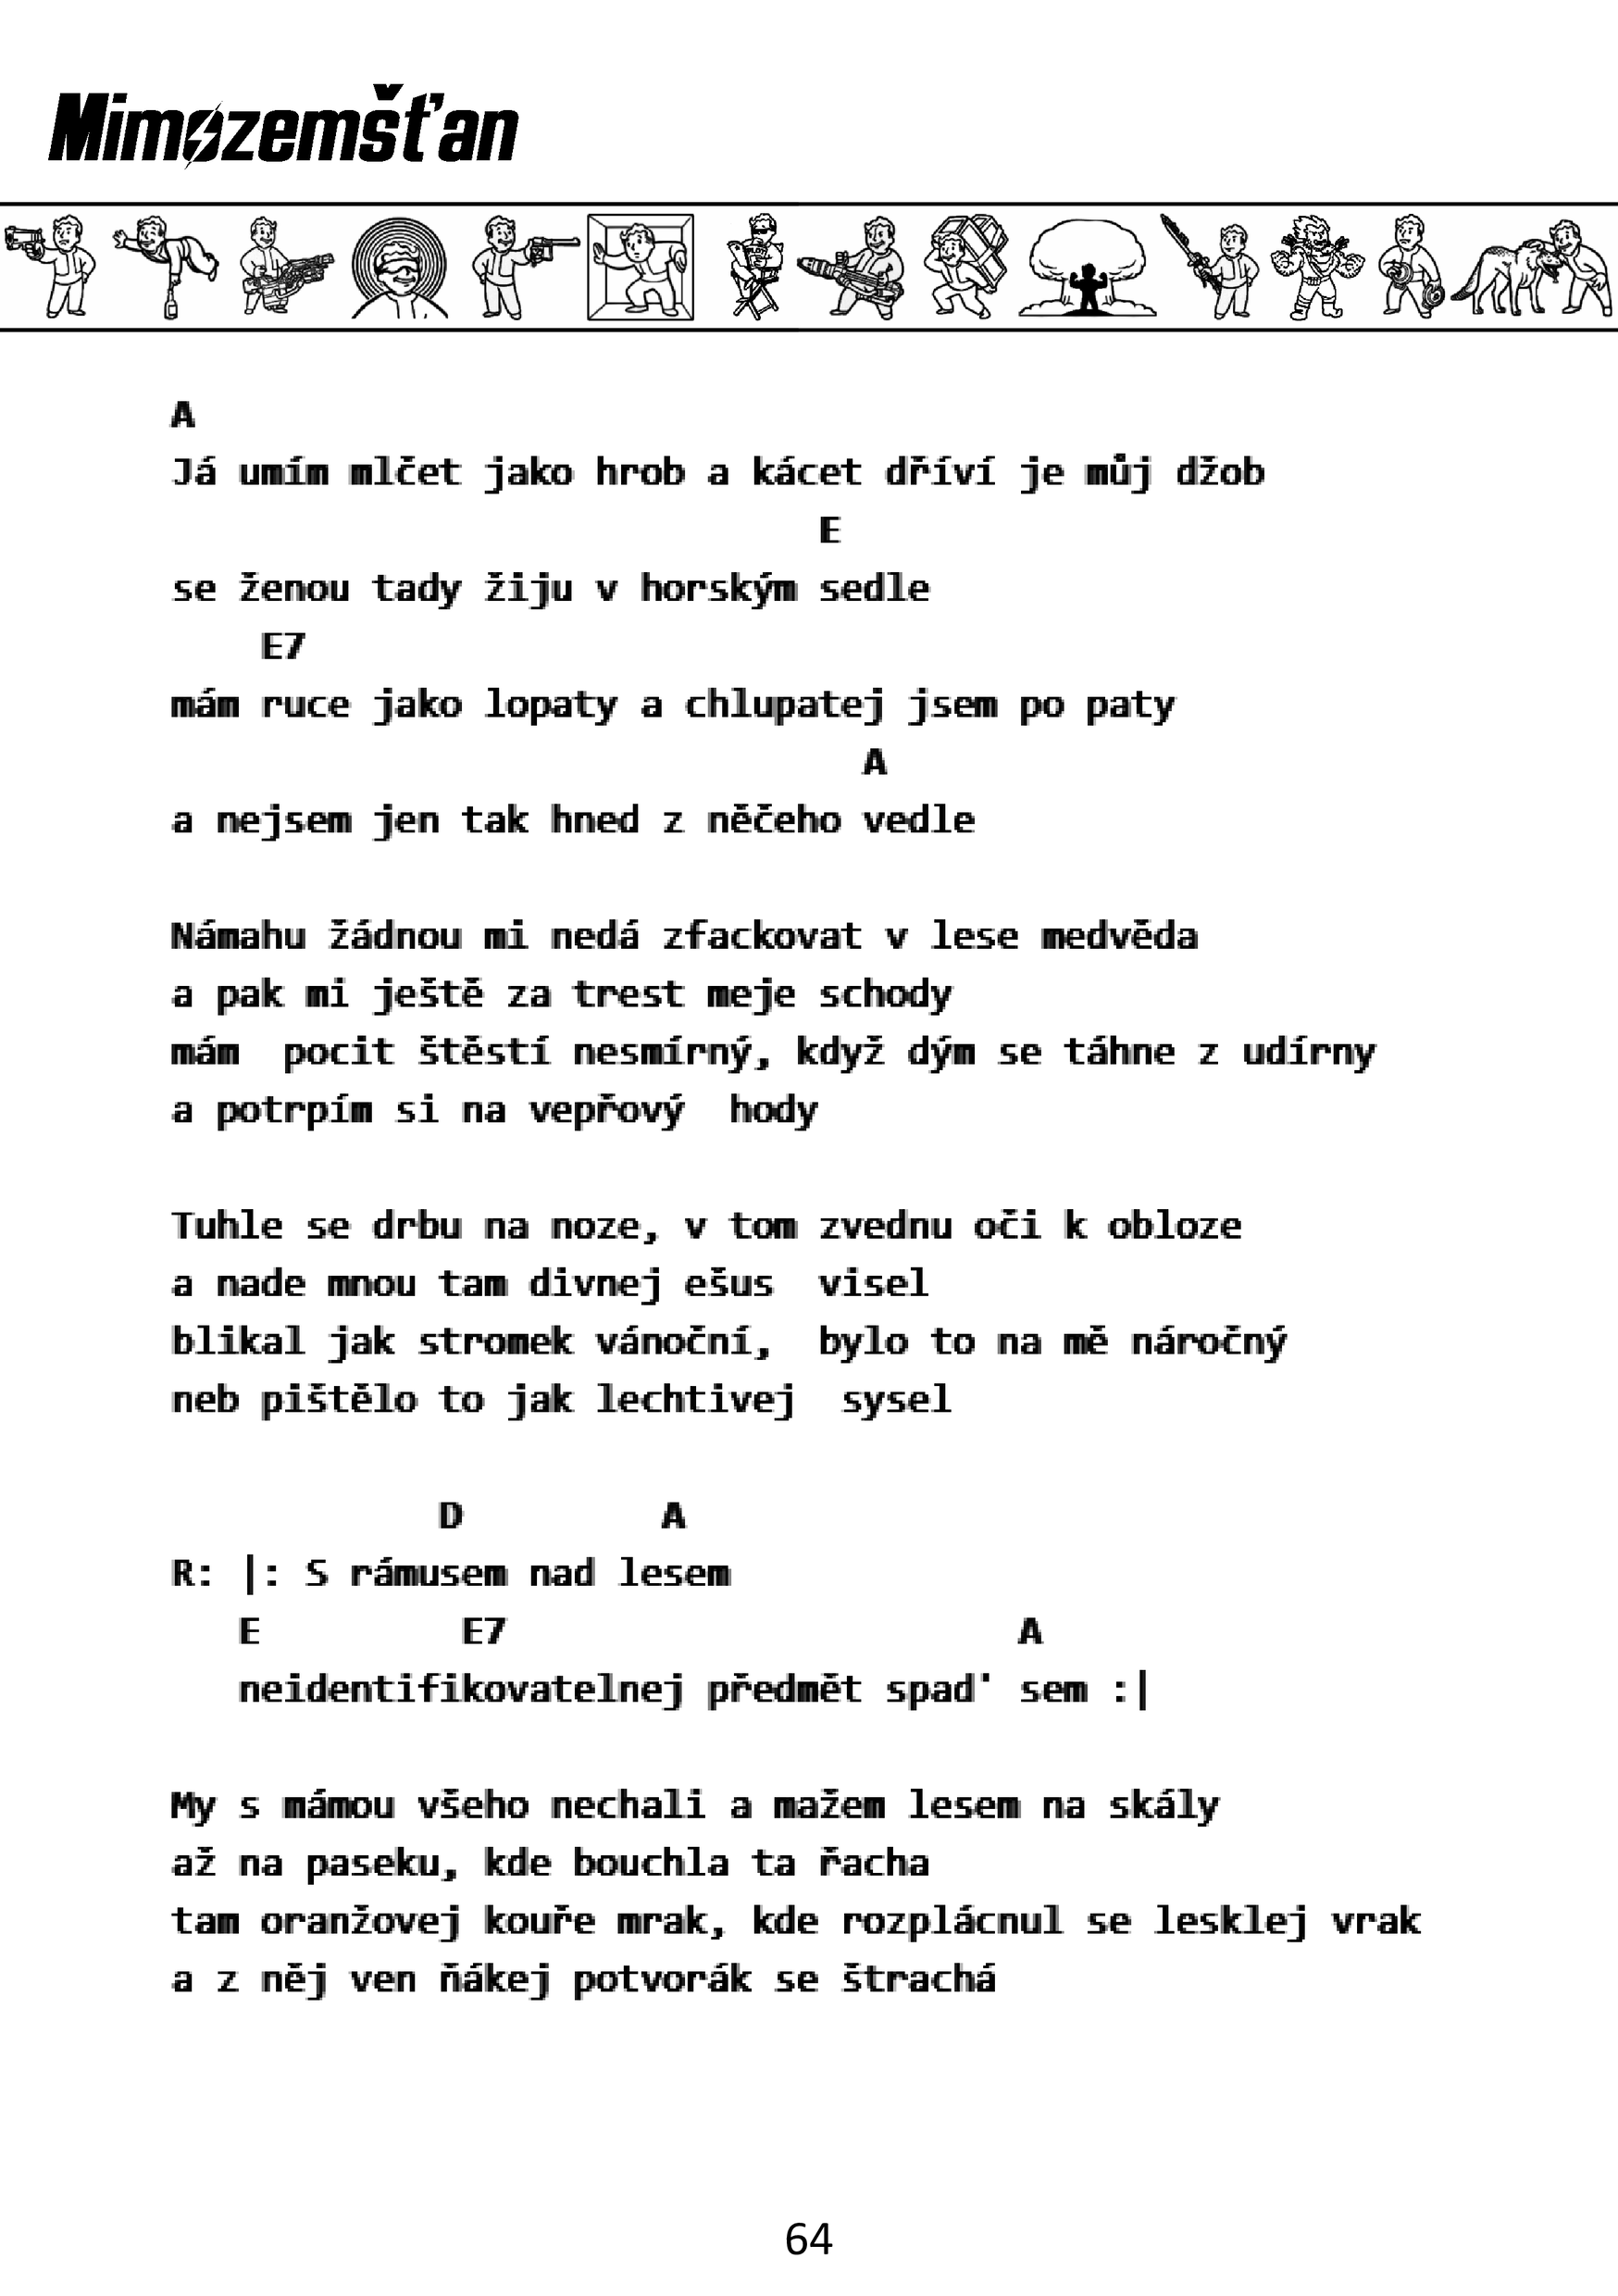 Mimozemšťan
A
Já umím mlčet jako hrob a kácet dříví je můj džob
E
se ženou tady žiju v horským sedle
E7
mám ruce jako lopaty a chlupatej jsem po paty
A
a nejsem jen tak hned z něčeho vedle
Námahu žádnou mi nedá zfackovat v lese medvěda
a pak mi ještě za trest meje schody
mám  pocit štěstí nesmírný, když dým se táhne z udírny
a potrpím si na vepřový  hody
Tuhle se drbu na noze, v tom zvednu oči k obloze
a nade mnou tam divnej ešus  visel
blikal jak stromek vánoční,  bylo to na mě náročný
neb pištělo to jak lechtivej  sysel
D A
R: |: S rámusem nad lesem
E E7 A
neidentifikovatelnej předmět spad' sem :|
My s mámou všeho nechali a mažem lesem na skály
až na paseku, kde bouchla ta řacha
tam oranžovej kouře mrak, kde rozplácnul se lesklej vrak
a z něj ven ňákej potvorák se štrachá
64